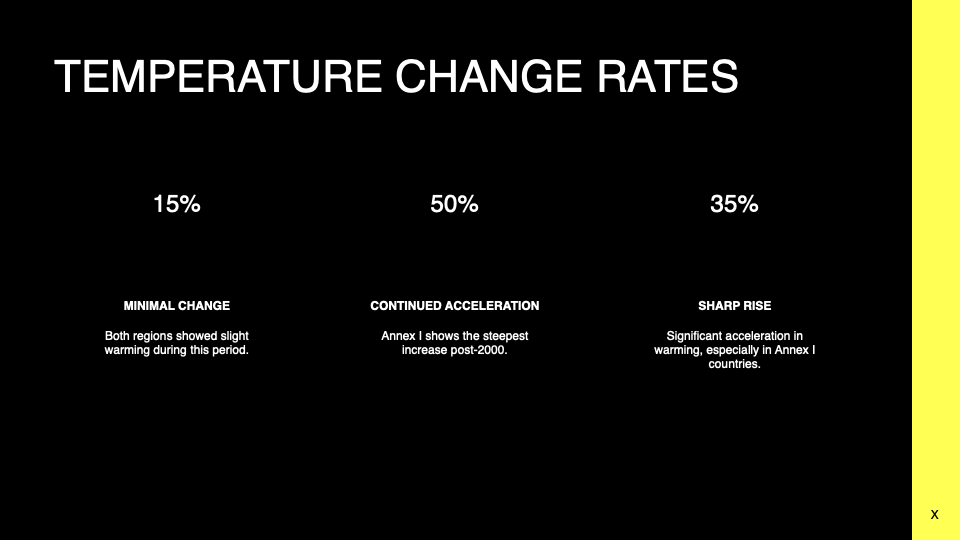 TEMPERATURE CHANGE RATES
15%
50%
35%
MINIMAL CHANGE
Both regions showed slight
warming during this period.
CONTINUED ACCELERATION
Annex I shows the steepest
increase post-2000.
SHARP RISE
Significant acceleration in
warming, especially in Annex I
countries.
X